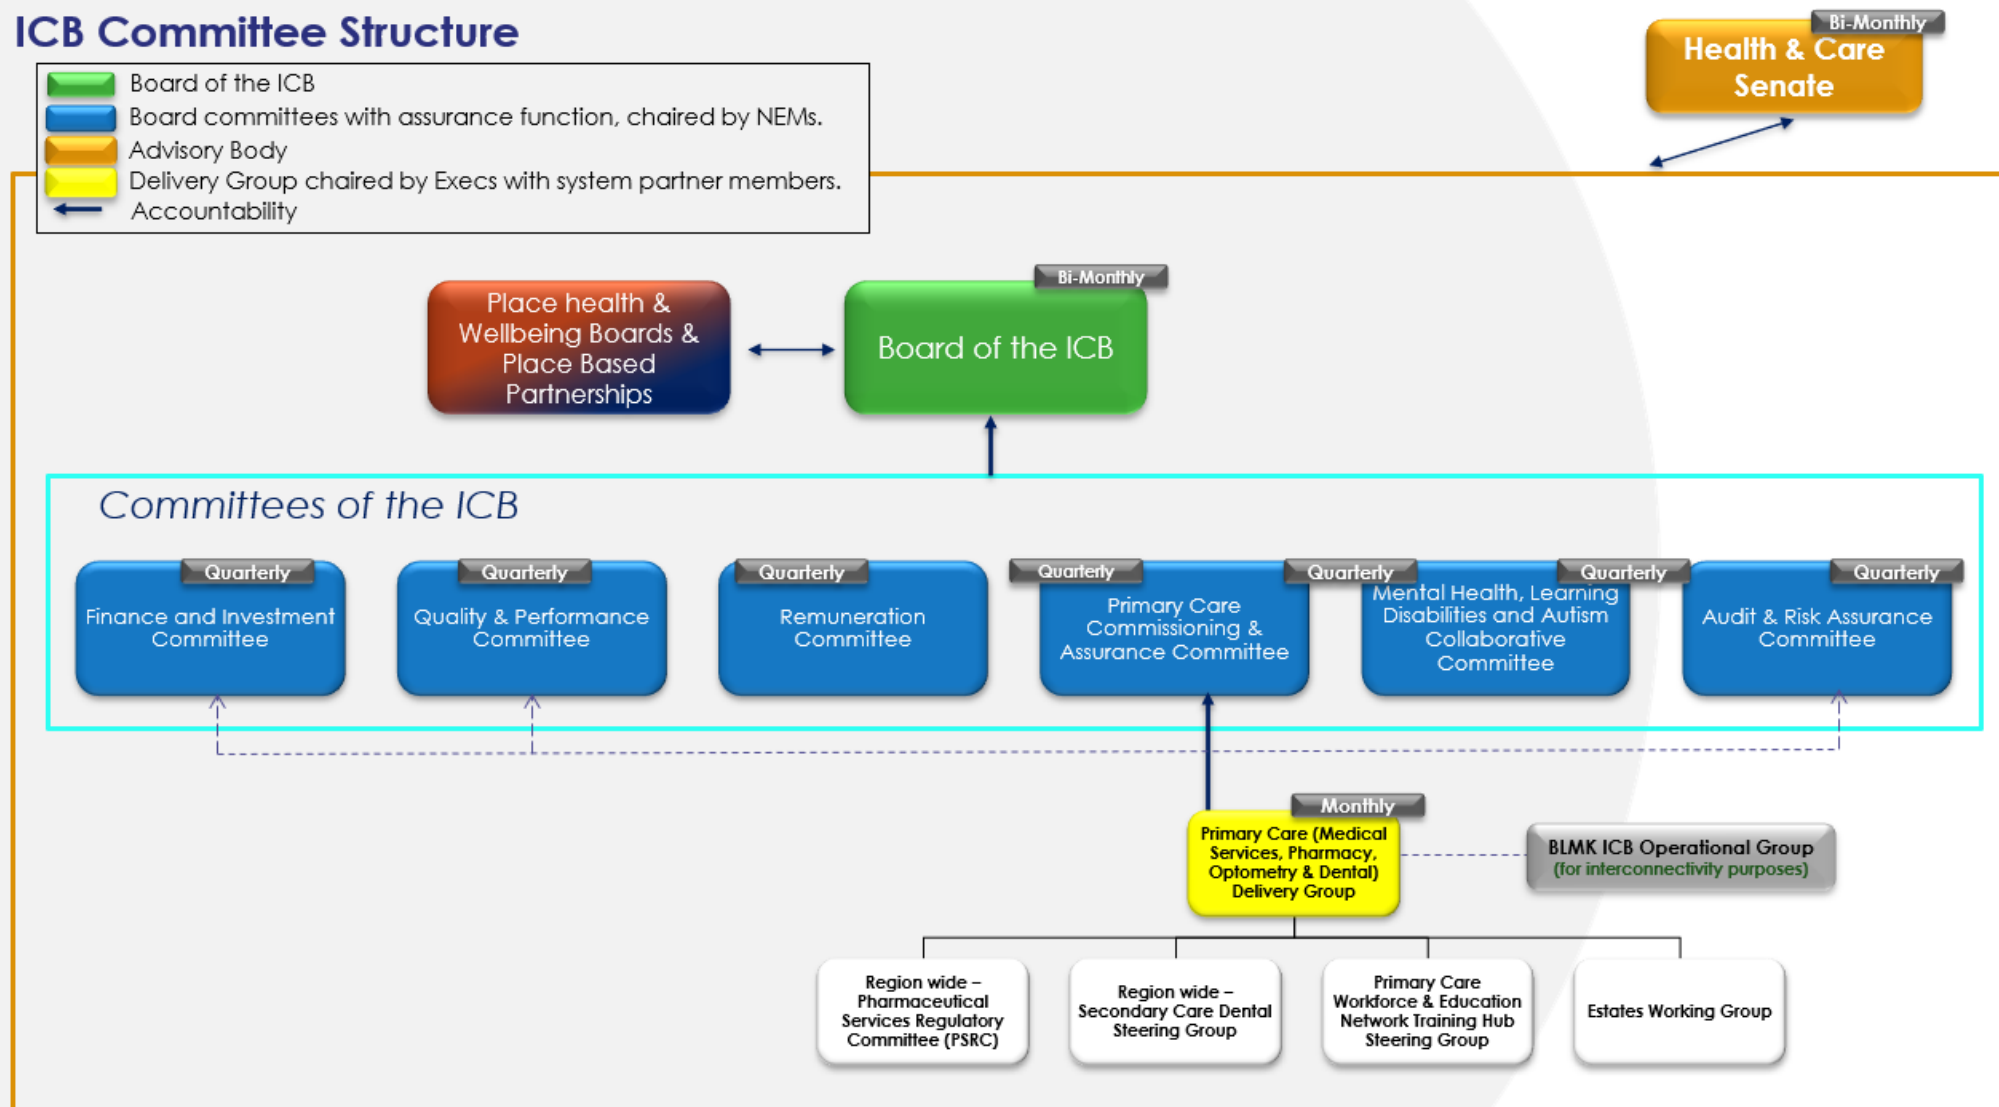 ICB Committee Structure
Board of the ICB
Board committees with assurance function, chaired by NEMs.
Advisory Body
Delivery Group chaired by Execs with system partner members.
Accountability
Bi-Monthly
Health & Care
Senate
Place health &
Wellbeing Boards &
Place Based
Partnerships
Bi-Monthly
Board of the ICB
Committees of the ICB
Quarterly
Finance and Investment
Committee
Quarterly
Quality & Performance
Committee
Quarterly
Remuneration
Committee
Quarterly
Primary Care
Commissioning &
Assurance Committee
Quarterly
Mental Health, Learning
Disabilities and Autism
Collaborative
Committee
Quarterly
Audit & Risk Assurance
Committee
Quarterly
Monthly
Primary Care (Medical
Services, Pharmacy,
Optometry & Dental)
Delivery Group
BLMK ICB Operational Group
(for interconnectivity purposes)
Region wide –
Pharmaceutical
Services Regulatory
Committee (PSRC)
Region wide –
Secondary Care Dental
Steering Group
Primary Care
Workforce & Education
Network Training Hub
Steering Group
Estates Working Group